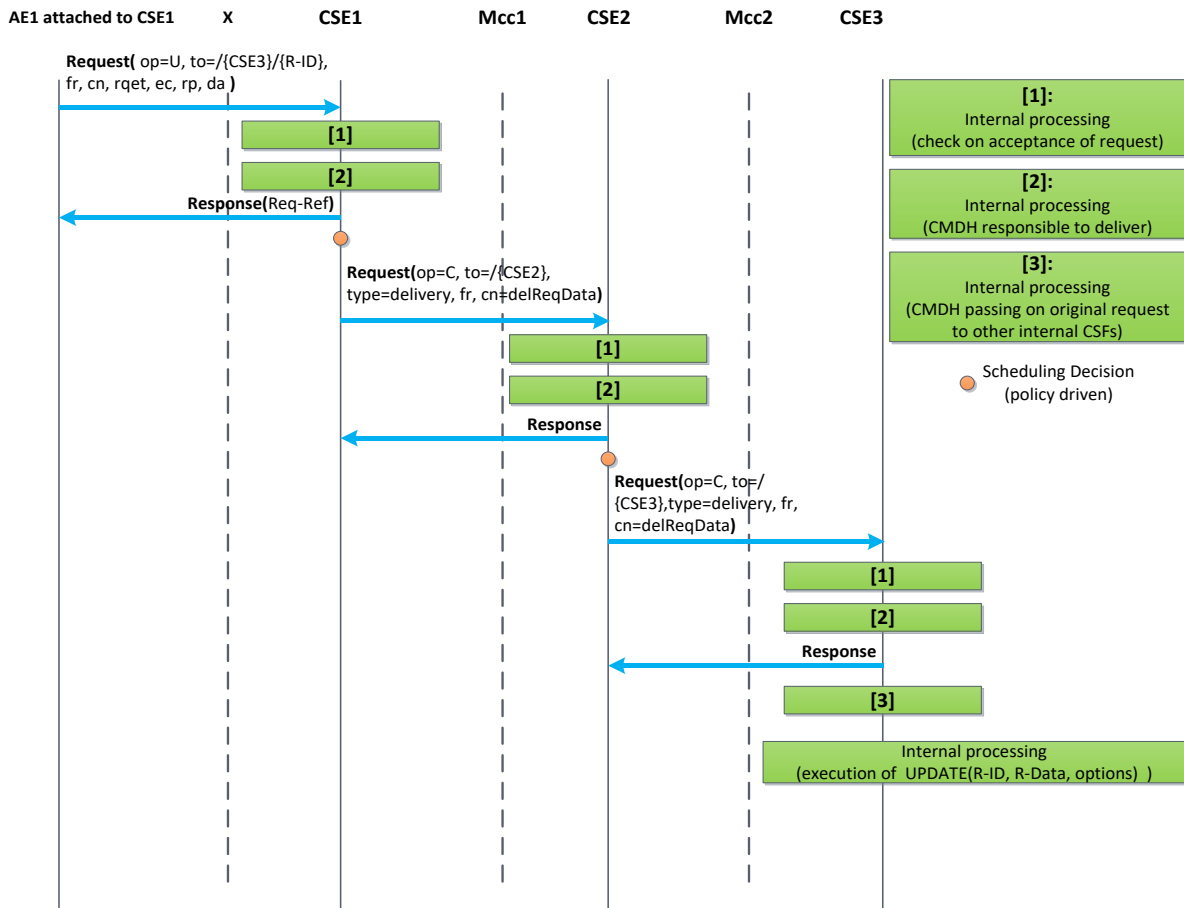 AE1 attached to CSE1 X CSE1 Mcc1 CSE2 Mcc2 CSE3
Request( op=U, to=/{CSE3}/{R-ID},
fr, cn, rqet, ec, rp, da )
[1]
[2]
Response(Req-Ref)
Request(op=C, to=/{CSE2},
type=delivery, fr, cn=delReqData)
[1]
[2]
Response
Request(op=C, to=/
{CSE3},type=delivery, fr,
cn=delReqData)
[1]
[2]
Response
[3]
Internal processing
(execution of UPDATE(R-ID, R-Data, options) )
[1]:
Internal processing
(check on acceptance of request)
[2]:
Internal processing
(CMDH responsible to deliver)
[3]:
Internal processing
(CMDH passing on original request
to other internal CSFs)
Scheduling Decision
(policy driven)